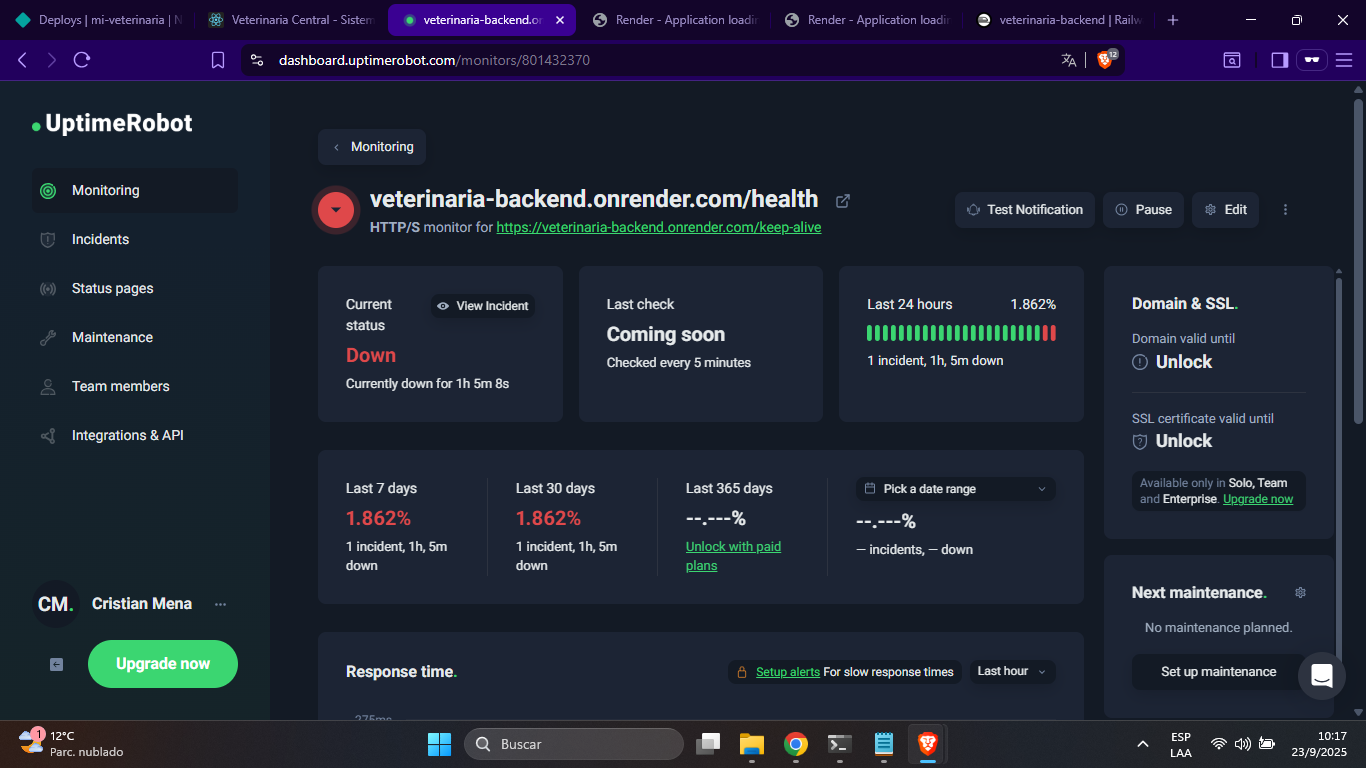 Deploys | mi-veterinaria | N
Veterinaria Central - Sistem
veterinaria-backend.on
Render - Application loadin
Render - Application loadin
veterinaria-backend | Railw
dashboard.uptimerobot.com/monitors/801432370
12
UptimeRobot
Monitoring
Incidents
Status pages
Maintenance
Team members
Integrations & API
CM.
Cristian Mena
Upgrade now
Monitoring
veterinaria-backend.onrender.com/health
HTTP/S monitor for https://veterinaria-backend.onrender.com/keep-alive
Test Notification
Pause
Edit
Current status
View Incident
Down
Currently down for 1h 5m 8s
Last check
Coming soon
Checked every 5 minutes
Last 24 hours
1.862%
1 incident, 1h, 5m down
Last 7 days
1.862%
1 incident, 1h, 5m
down
Last 30 days
1.862%
1 incident, 1h, 5m
down
Last 365 days
--.---%
Unlock with paid
plans
Pick a date range
--.---%
— incidents, — down
Response time.
Setup alerts For slow response times
Last hour
275ms
Domain & SSL.
Domain valid until
Unlock
SSL certificate valid until
Unlock
Available only in Solo, Team
and Enterprise. Upgrade now
Next maintenance.
No maintenance planned.
Set up maintenance
1
12°C
Parc. nublado
Buscar
ESP
LAA
10:17
23/9/2025